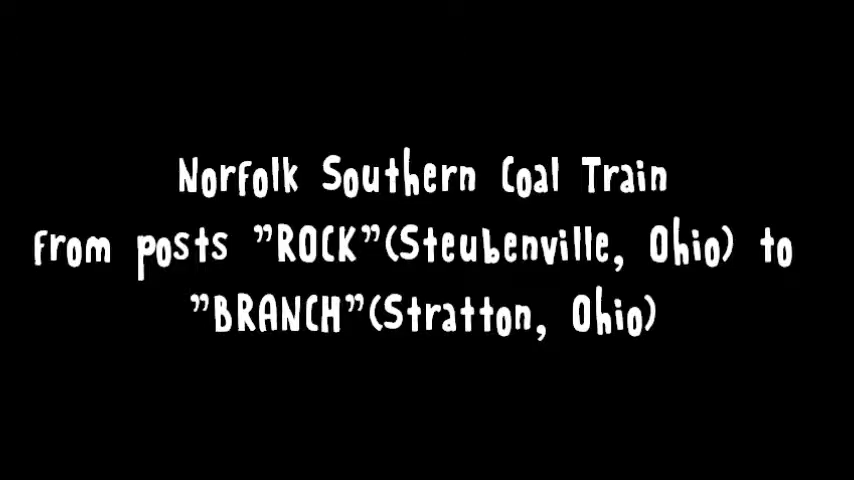 Norfolk Southern Coal Train
from posts "ROCK"(Steubenville, Ohio) to
"BRANCH"(Stratton, Ohio)